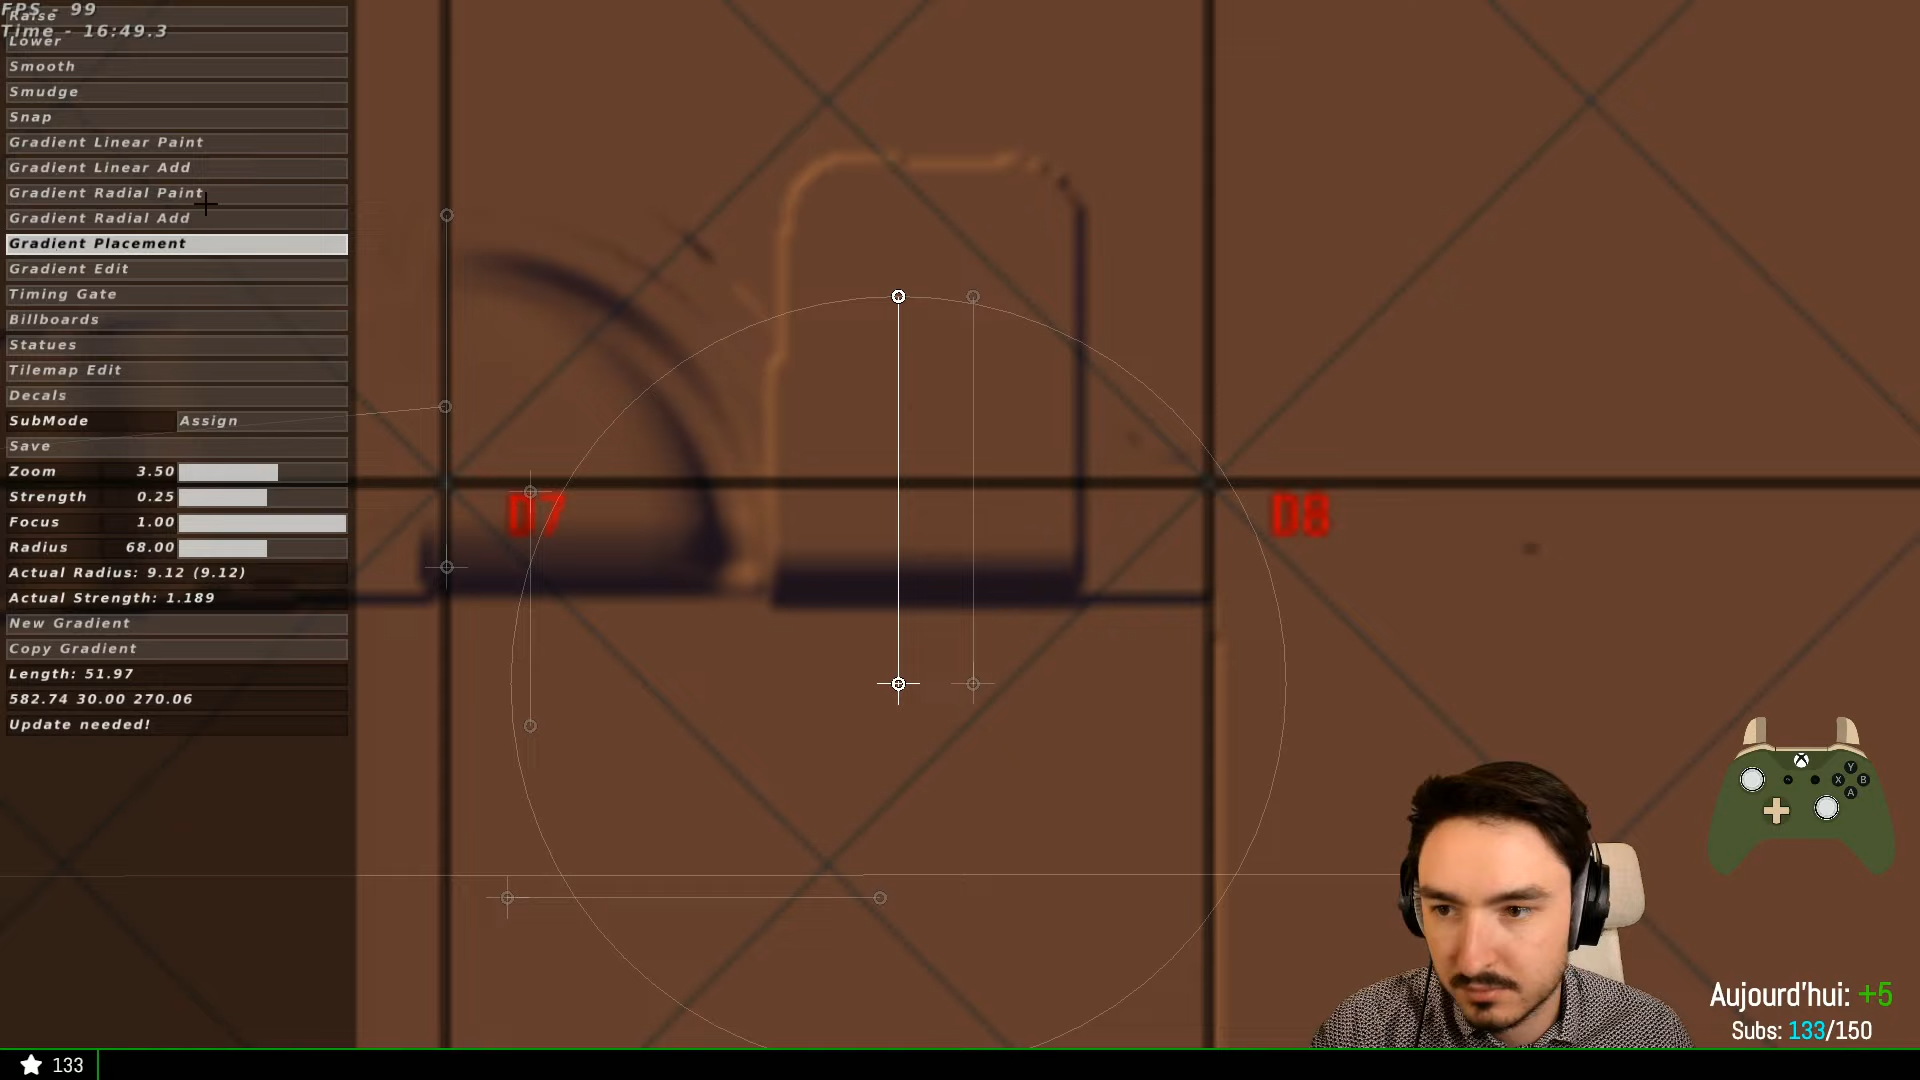 FPS - 99
Raise
Time - 16:49.3
Lower
Smooth
Smudge
Snap
Gradient Linear Paint
Gradient Linear Add
Gradient Radial Paint
Gradient Radial Add
Gradient Placement
Gradient Edit
Timing Gate
Billboards
Statues
Tilemap Edit
Decals
SubMode Assign
Save
Zoom 3.50
Strength 0.25
Focus 1.00
Radius 68.00
Actual Radius: 9.12 (9.12)
Actual Strength: 1.189
New Gradient
Copy Gradient
Length: 51.97
582.74 30.00 270.06
Update needed!
D7
D8
Y
X B
A
Aujourd'hui: +5
Subs: 133/150
133